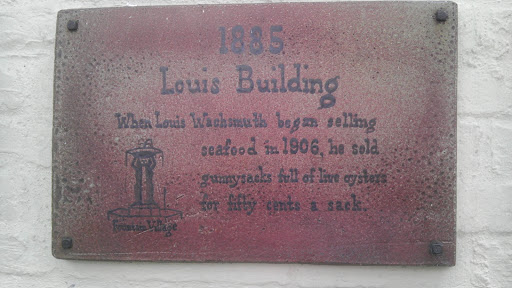 1885
Louis Building
When Louis Wachsmuth began selling
seafood in 1906, he sold
gunnysacks full of live oysters
for fifty cents a sack.
Fountain Village